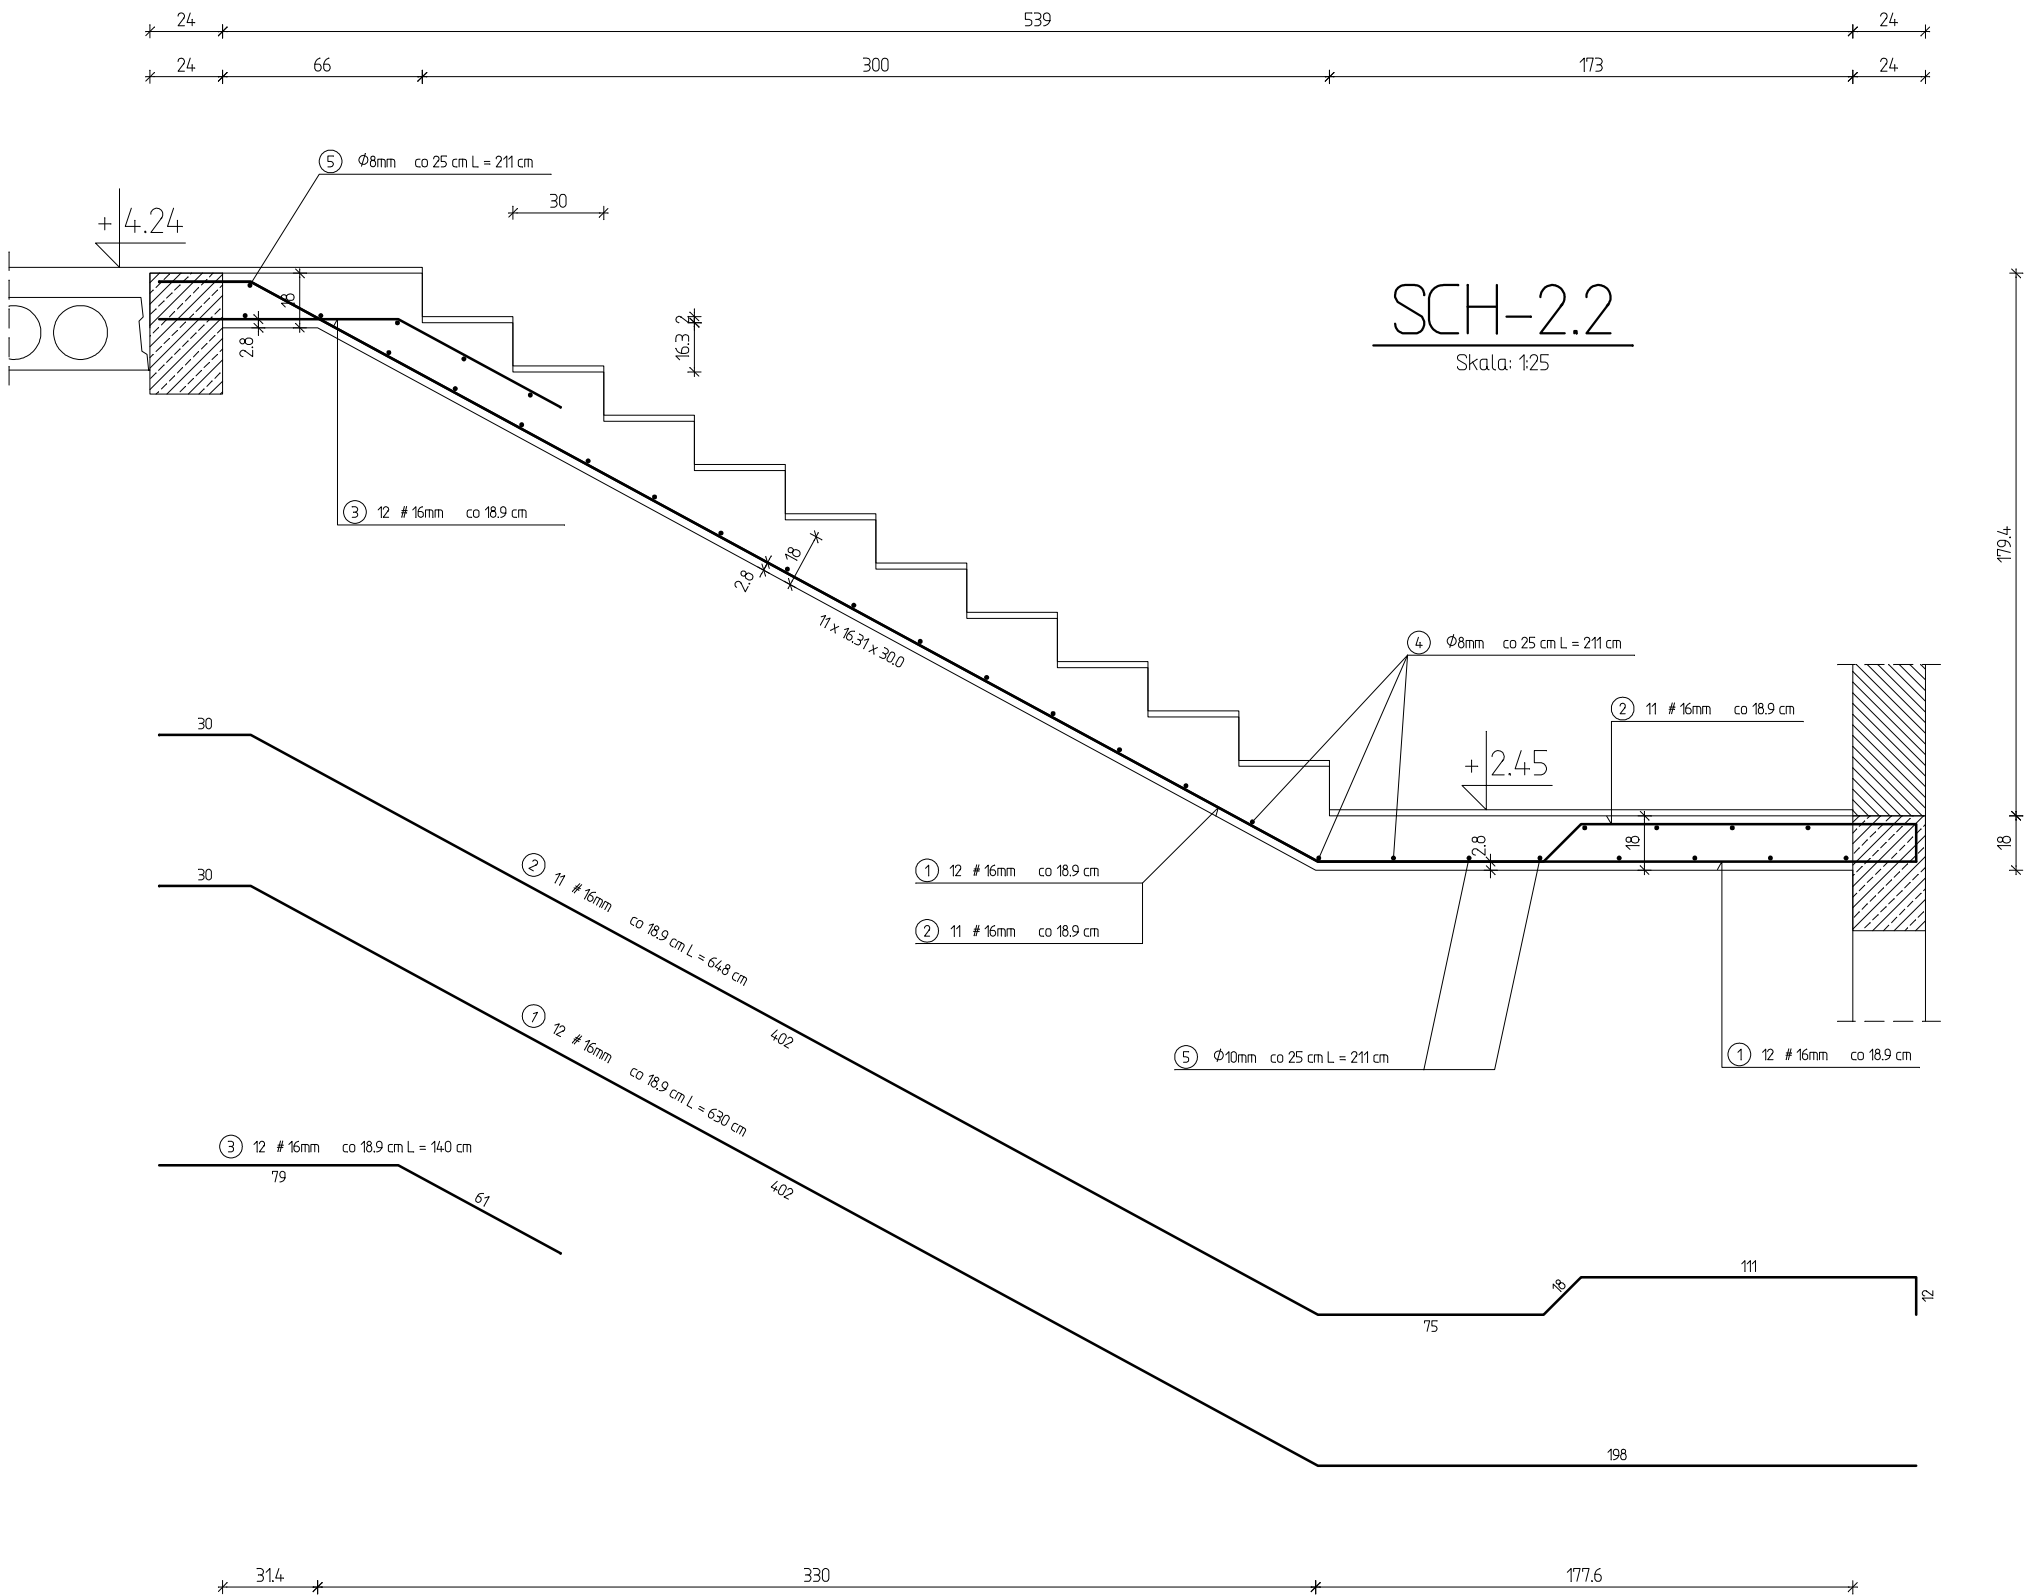 24 539 24
24 66 300 173 24
5 Ø8mm co 25 cm L = 211 cm
30
+ 4.24
18
2.8
2
16.3
SCH-2.2
Skala: 1:25
3 12 # 16mm co 18.9 cm
18
2.8
11 x 16.31 x 30.0
179.4
4 Ø8mm co 25 cm L = 211 cm
2 11 # 16mm co 18.9 cm
+ 2.45
30
2.8
18
18
1 12 # 16mm co 18.9 cm
2 11 # 16mm co 18.9 cm
30
2 11 # 16mm co 18.9 cm L = 648 cm
402
5 Ø10mm co 25 cm L = 211 cm
1 12 # 16mm co 18.9 cm
1 12 # 16mm co 18.9 cm L = 630 cm
402
3 12 # 16mm co 18.9 cm L = 140 cm
79
61
111
18
12
75
198
31.4 330 177.6